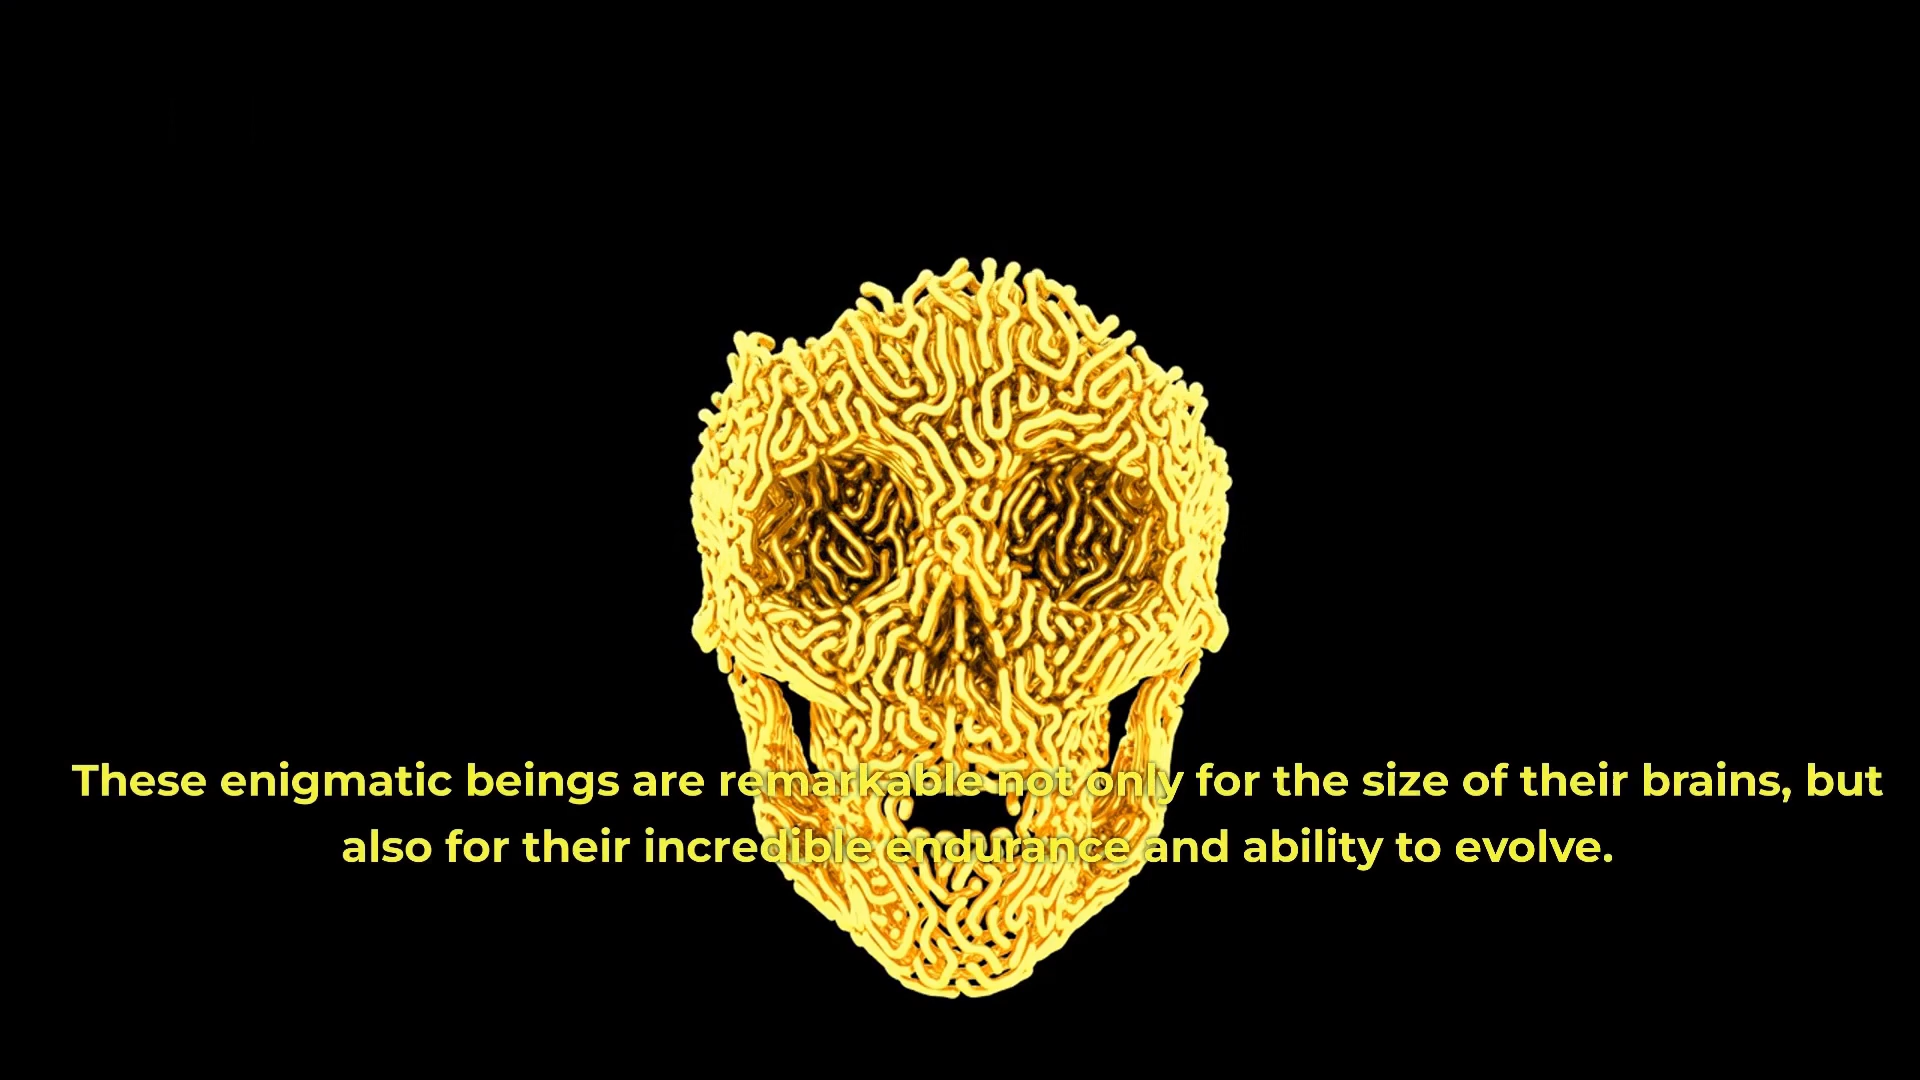 These enigmatic beings are remarkable not only for the size of their brains, but
also for their incredible endurance and ability to evolve.